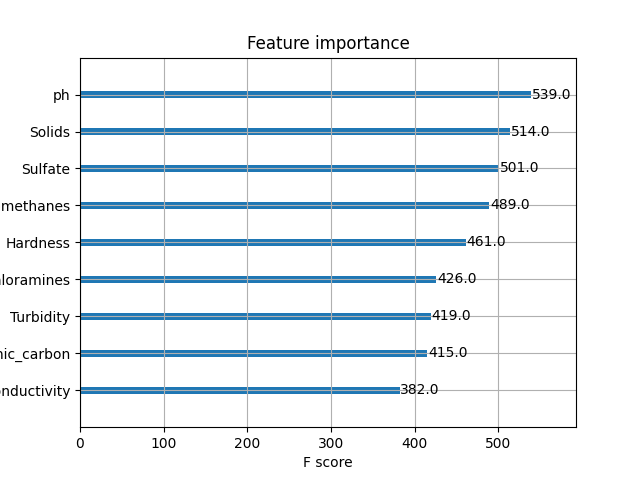 Feature importance
ph 539.0
Solids 514.0
Sulfate 501.0
methanes 489.0
Hardness 461.0
loramines 426.0
Turbidity 419.0
nic_carbon 415.0
nductivity 382.0
0 100 200 300 400 500
F score